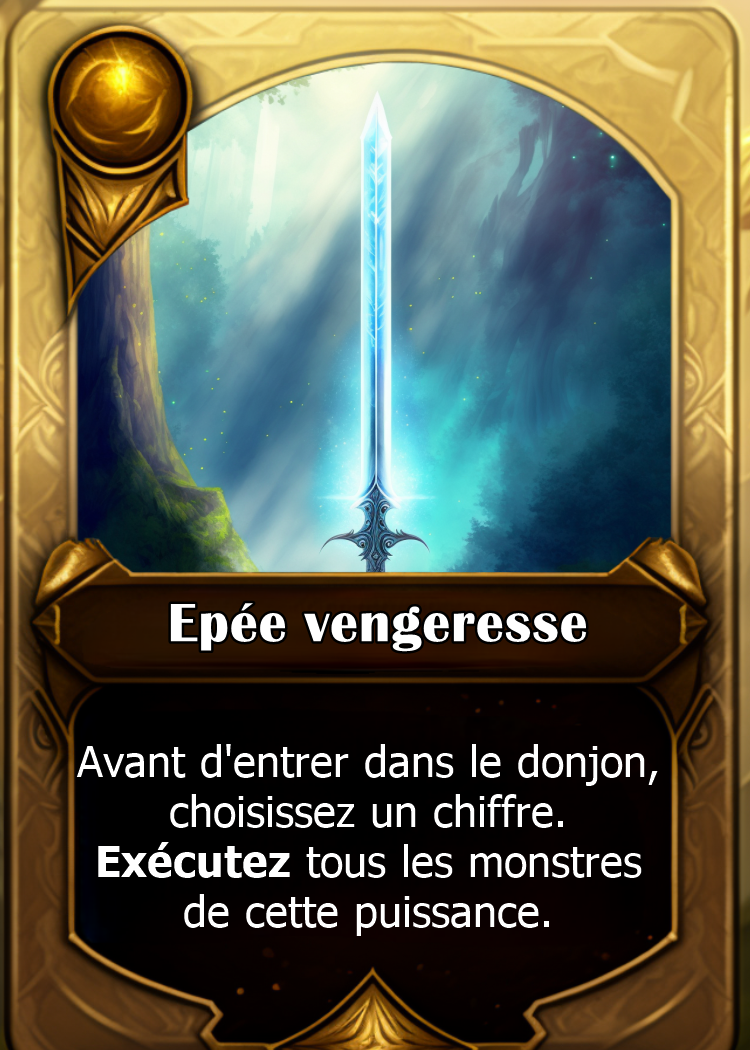 Epée vengeresse
Avant d'entrer dans le donjon,
choisissez un chiffre.
Exécutez tous les monstres
de cette puissance.